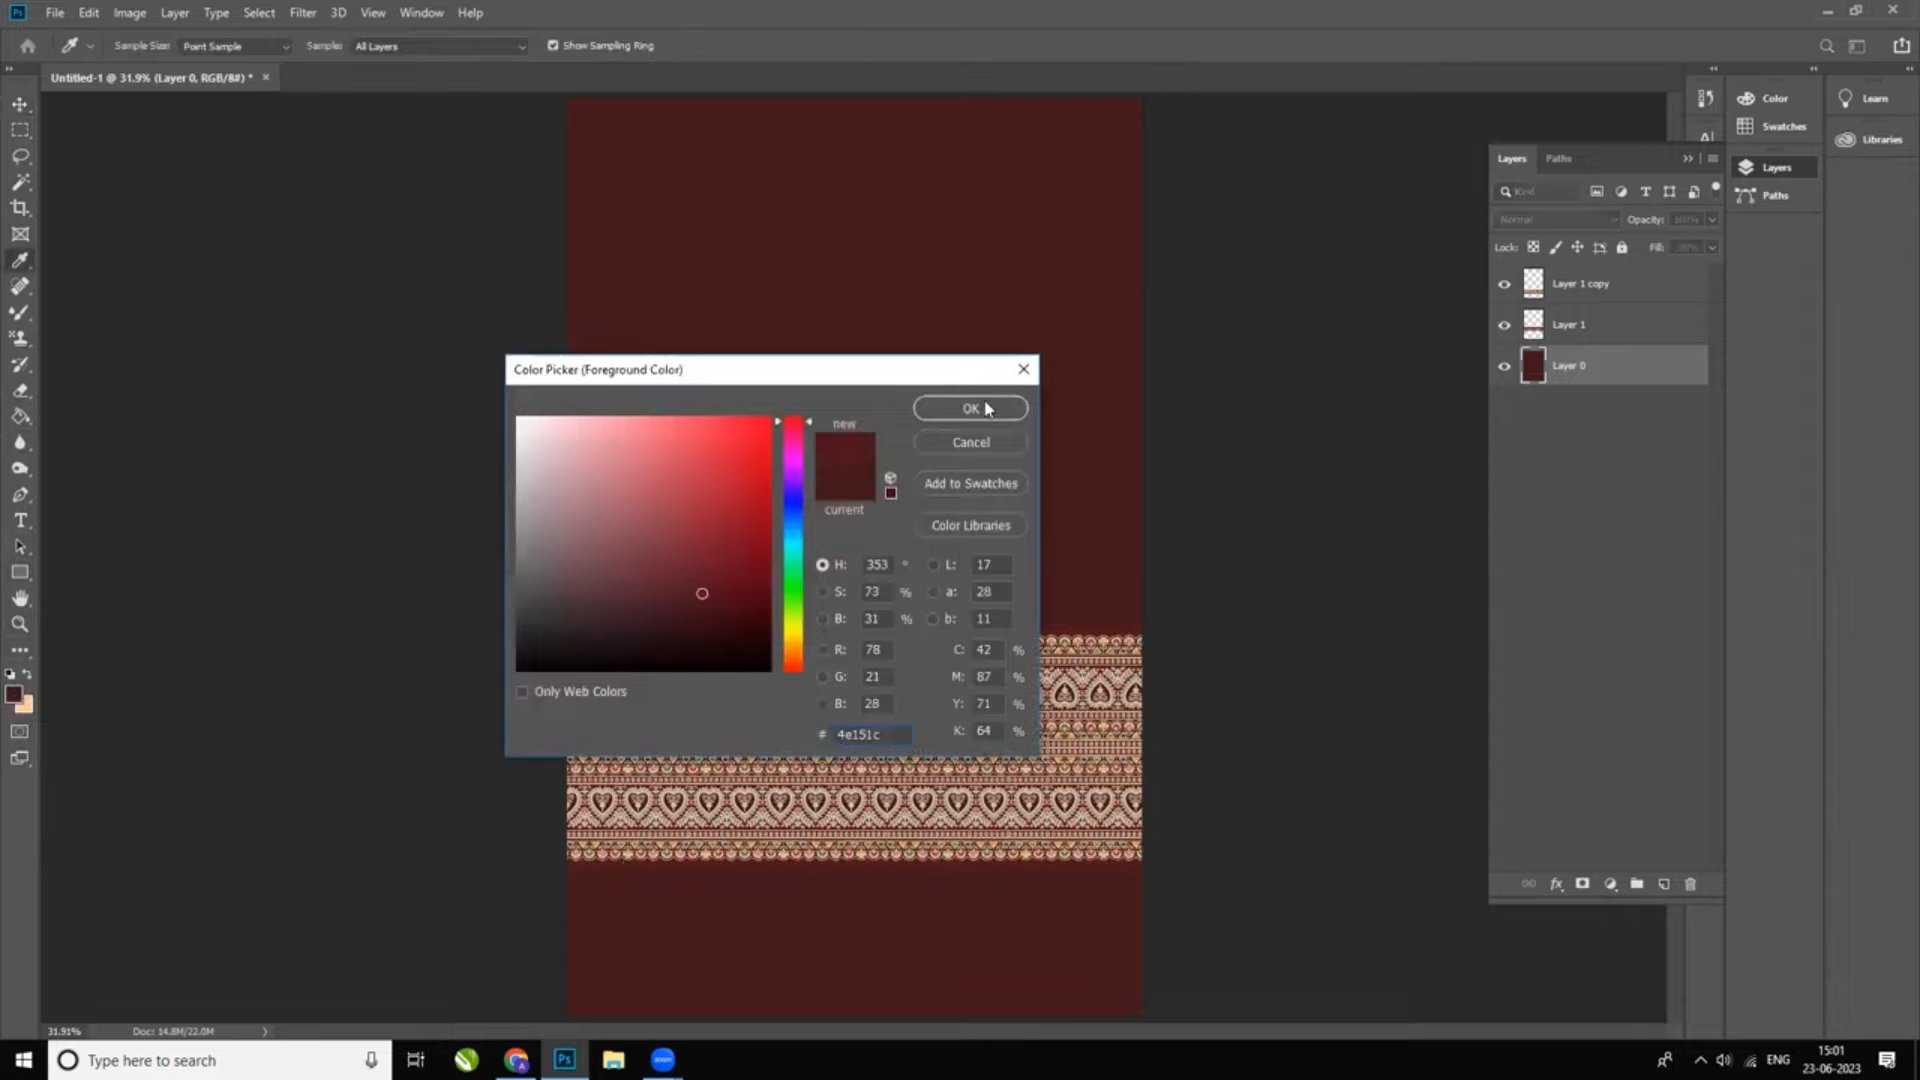 Ps File Edit Image Layer Type Select Filter 3D View Window Help
Sample Size: Point Sample Sample: All Layers Show Sampling Ring
Untitled-1 @ 31.9% (Layer 0, RGB/8#) * ×
Color Learn
Swatches
Libraries
Layers Paths
Layers
Kind
Paths
Normal Opacity: 100%
Lock: Fill:
Layer 1 copy
Layer 1
Layer 0
Color Picker (Foreground Color)
OK
new
Cancel
Add to Swatches
current
Color Libraries
H: 353 ° L: 17
S: 73 % a: 28
B: 31 % b: 11
R: 78 C: 42 %
G: 21 M: 87 %
Only Web Colors
B: 28 Y: 71 %
# 4e151c K: 64 %
31.91% Doc: 14.8M/22.0M
Type here to search
Ps
zoom
ENG
15:01
23-06-2023